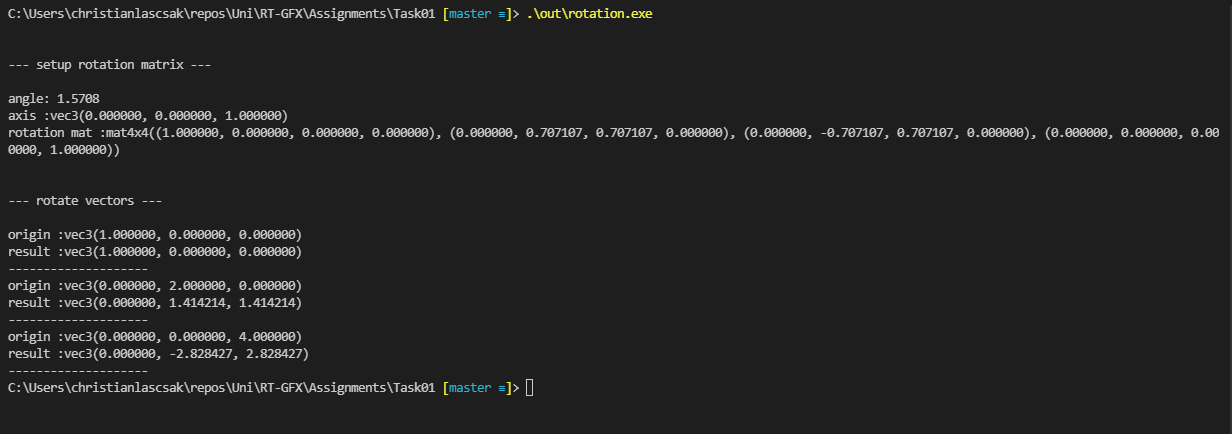 C:\Users\christianlascsak\repos\Uni\RT-GFX\Assignments\Task01 [master ≡]> .\out\rotation.exe
--- setup rotation matrix ---
angle: 1.5708
axis :vec3(0.000000, 0.000000, 1.000000)
rotation mat :mat4x4((1.000000, 0.000000, 0.000000, 0.000000), (0.000000, 0.707107, 0.707107, 0.000000), (0.000000, -0.707107, 0.707107, 0.000000), (0.000000, 0.000000, 0.00
0000, 1.000000))
--- rotate vectors ---
origin :vec3(1.000000, 0.000000, 0.000000)
result :vec3(1.000000, 0.000000, 0.000000)
--------------------
origin :vec3(0.000000, 2.000000, 0.000000)
result :vec3(0.000000, 1.414214, 1.414214)
--------------------
origin :vec3(0.000000, 0.000000, 4.000000)
result :vec3(0.000000, -2.828427, 2.828427)
--------------------
C:\Users\christianlascsak\repos\Uni\RT-GFX\Assignments\Task01 [master ≡]>